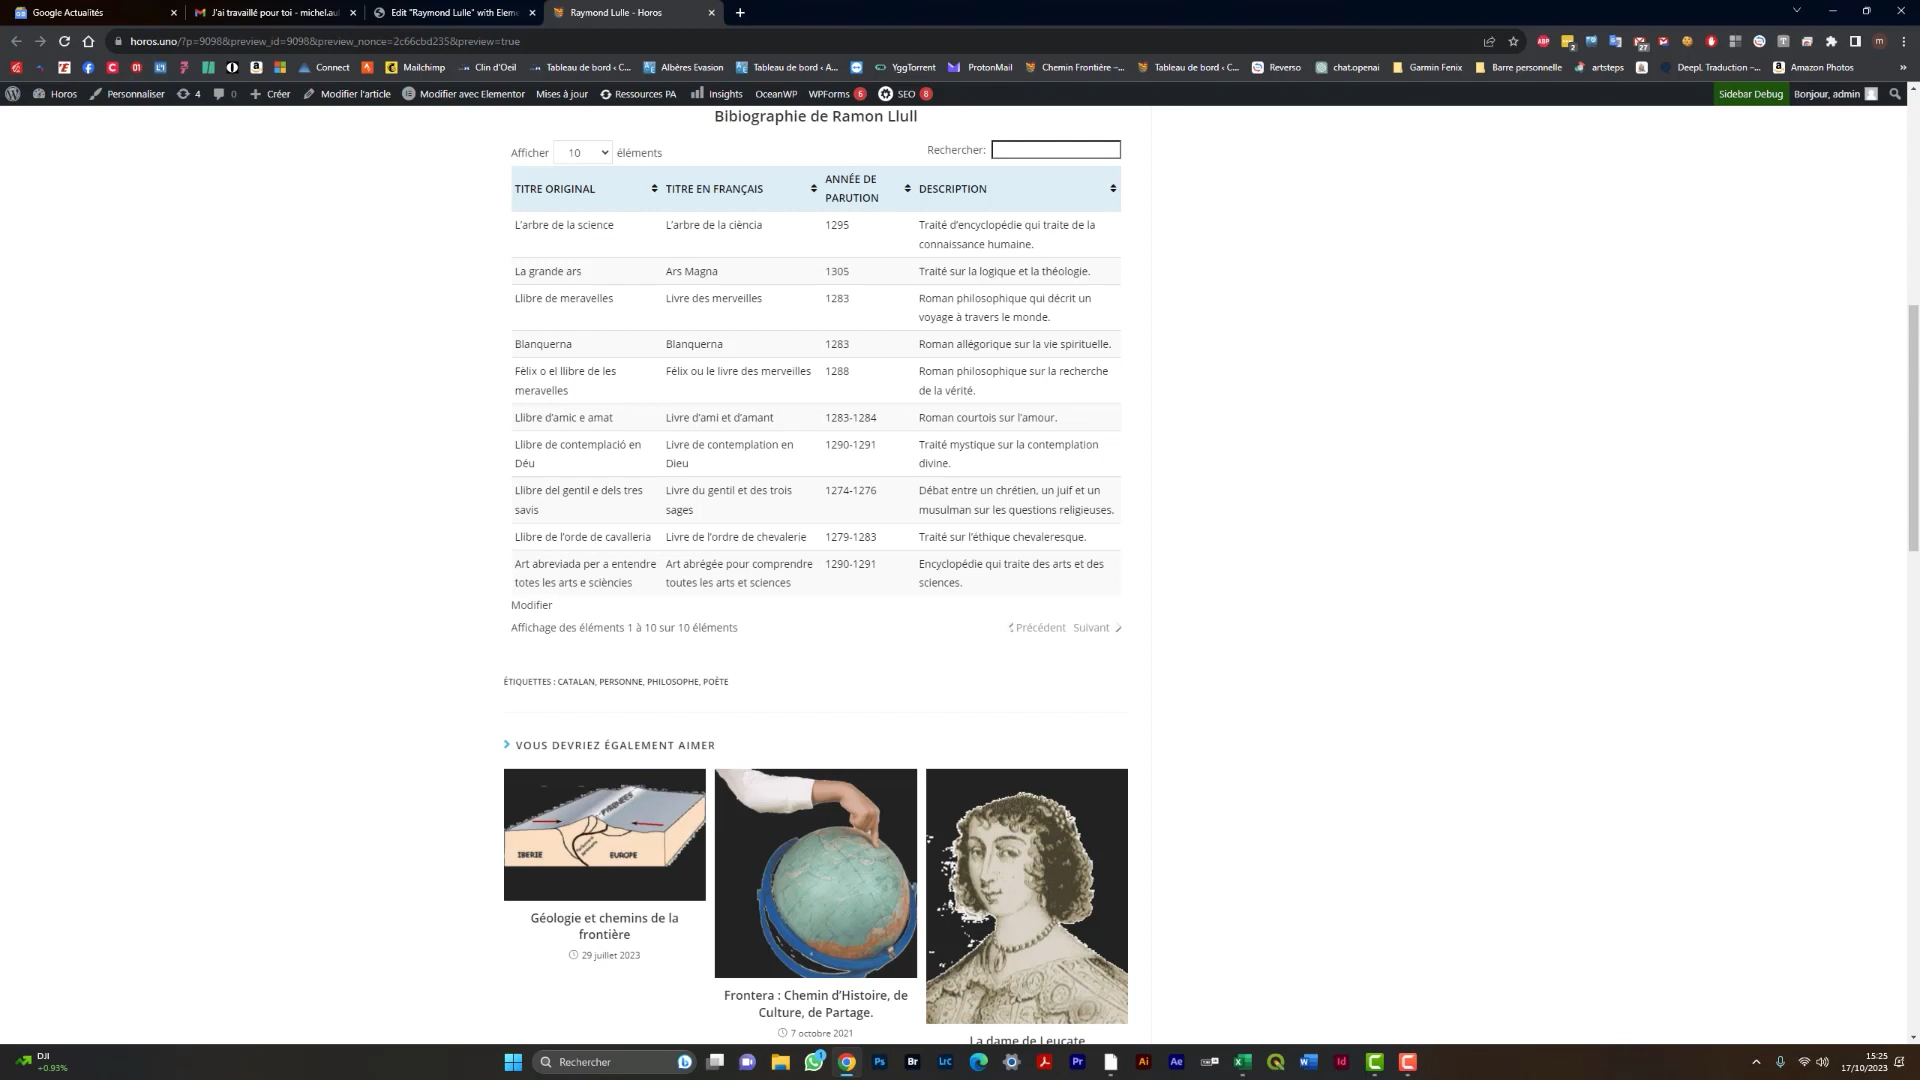 Google Actualités
J'ai travaillé pour toi - michel.au
Edit "Raymond Lulle" with Eleme
Raymond Lulle - Horos
horos.uno/?p=9098&preview_id=9098&preview_nonce=2c66cbd235&preview=true
Connect
Mailchimp
Clin d'Oeil
Tableau de bord ‹ C...
Albères Evasion
Tableau de bord ‹ A...
YggTorrent
ProtonMail
Chemin Frontière –...
Tableau de bord ‹ C...
Reverso
chat.openai
Garmin Fenix
Barre personnelle
artsteps
DeepL Traduction –...
Amazon Photos
Horos
Personnaliser
4
0
Créer
Modifier l'article
Modifier avec Elementor
Mises à jour
Ressources PA
Insights
OceanWP
WPForms 6
SEO 8
Sidebar Debug
Bonjour, admin
Bibiographie de Ramon Llull
Afficher 10 éléments
Rechercher:
TITRE ORIGINAL
TITRE EN FRANÇAIS
ANNÉE DE
PARUTION
DESCRIPTION
L'arbre de la science
L'arbre de la ciència
1295
Traité d'encyclopédie qui traite de la
connaissance humaine.
La grande ars
Ars Magna
1305
Traité sur la logique et la théologie.
Llibre de meravelles
Livre des merveilles
1283
Roman philosophique qui décrit un
voyage à travers le monde.
Blanquerna
Blanquerna
1283
Roman allégorique sur la vie spirituelle.
Fèlix o el llibre de les
meravelles
Félix ou le livre des merveilles
1288
Roman philosophique sur la recherche
de la vérité.
Llibre d'amic e amat
Livre d'ami et d'amant
1283-1284
Roman courtois sur l'amour.
Llibre de contemplació en
Déu
Livre de contemplation en
Dieu
1290-1291
Traité mystique sur la contemplation
divine.
Llibre del gentil e dels tres
savis
Livre du gentil et des trois
sages
1274-1276
Débat entre un chrétien, un juif et un
musulman sur les questions religieuses.
Llibre de l'orde de cavalleria
Livre de l'ordre de chevalerie
1279-1283
Traité sur l'éthique chevaleresque.
Art abreviada per a entendre
totes les arts e sciències
Art abrégée pour comprendre
toutes les arts et sciences
1290-1291
Encyclopédie qui traite des arts et des
sciences.
Modifier
Affichage des éléments 1 à 10 sur 10 éléments
Précédent Suivant
ÉTIQUETTES : CATALAN, PERSONNE, PHILOSOPHE, POÈTE
VOUS DEVRIEZ ÉGALEMENT AIMER
PYRENEES
IBERIE
EUROPE
Géologie et chemins de la
frontière
29 juillet 2023
Frontera : Chemin d'Histoire, de
Culture, de Partage.
7 octobre 2021
La dame de Leucate
DJI
+0.93%
Rechercher
15:25
17/10/2023